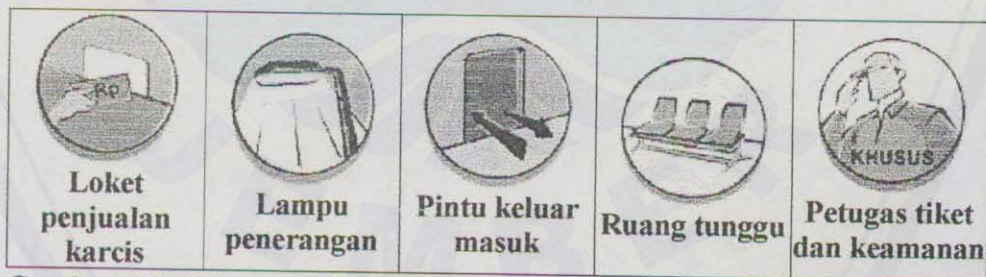 RP
KHUSUS
Loket
penjualan
karcis
Lampu
penerangan
Pintu keluar
masuk
Ruang tunggu
Petugas tiket
dan keamanan